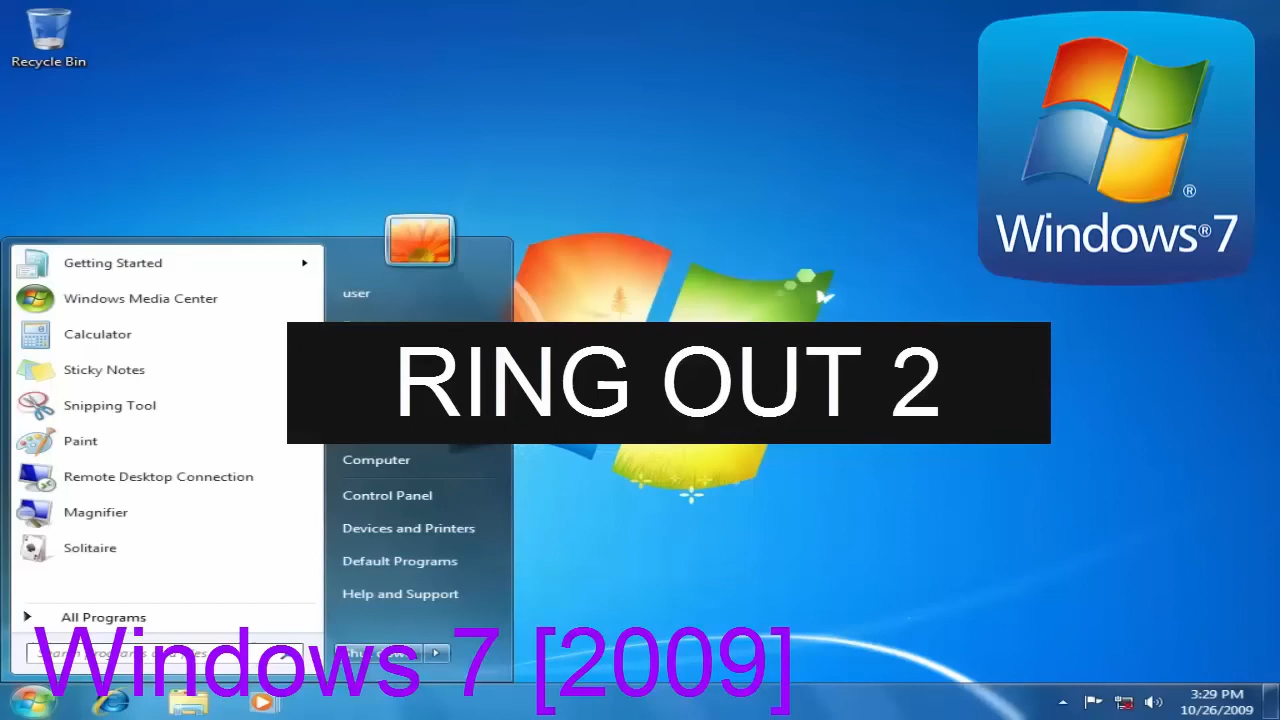 Recycle Bin
Windows®7
®
Getting Started
Windows Media Center
Calculator
Sticky Notes
Snipping Tool
Paint
Remote Desktop Connection
Magnifier
Solitaire
All Programs
user
RING OUT 2
Computer
Control Panel
Devices and Printers
Default Programs
Help and Support
Windows 7 [2009]
3:29 PM
10/26/2009